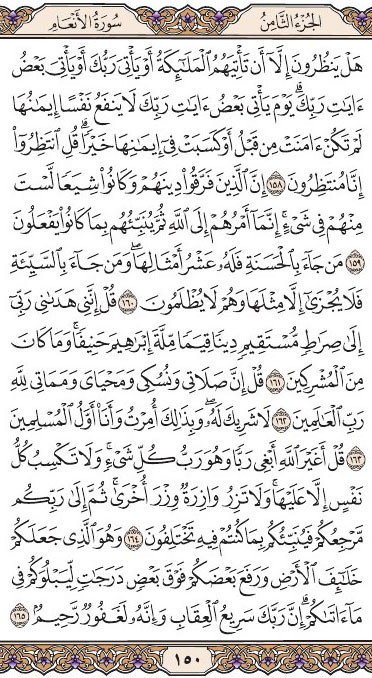 الجزء الثامن سورة الأنعام
هَلْ يَنظُرُونَ إِلَّآ أَن تَأْتِيَهُمُ ٱلْمَلَٰٓئِكَةُ أَوْ يَأْتِىَ رَبُّكَ أَوْ يَأْتِىَ بَعْضُ
ءَايَٰتِ رَبِّكَ ۗ يَوْمَ يَأْتِى بَعْضُ ءَايَٰتِ رَبِّكَ لَا يَنفَعُ نَفْسًا إِيمَٰنُهَا
لَمْ تَكُنْ ءَامَنَتْ مِن قَبْلُ أَوْ كَسَبَتْ فِىٓ إِيمَٰنِهَا خَيْرًا ۗ قُلِ ٱنتَظِرُوٓا۟
إِنَّا مُنتَظِرُونَ ١٥٨ إِنَّ ٱلَّذِينَ فَرَّقُوا۟ دِينَهُمْ وَكَانُوا۟ شِيَعًا لَّسْتَ
مِنْهُمْ فِى شَىْءٍ ۚ إِنَّمَآ أَمْرُهُمْ إِلَى ٱللَّهِ ثُمَّ يُنَبِّئُهُم بِمَا كَانُوا۟ يَفْعَلُونَ
١٥٩ مَن جَآءَ بِٱلْحَسَنَةِ فَلَهُۥ عَشْرُ أَمْثَالِهَا ۖ وَمَن جَآءَ بِٱلسَّيِّئَةِ
فَلَا يُجْزَىٰٓ إِلَّا مِثْلَهَا وَهُمْ لَا يُظْلَمُونَ ١٦٠ قُلْ إِنَّنِى هَدَىٰنِى رَبِّىٓ
إِلَىٰ صِرَٰطٍ مُّسْتَقِيمٍ دِينًا قِيَمًا مِّلَّةَ إِبْرَٰهِيمَ حَنِيفًا ۚ وَمَا كَانَ
مِنَ ٱلْمُشْرِكِينَ ١٦١ قُلْ إِنَّ صَلَاتِى وَنُسُكِى وَمَحْيَاىَ وَمَمَاتِى لِلَّهِ
رَبِّ ٱلْعَٰلَمِينَ ١٦٢ لَا شَرِيكَ لَهُۥ ۖ وَبِذَٰلِكَ أُمِرْتُ وَأَنَا۠ أَوَّلُ ٱلْمُسْلِمِينَ
١٦٣ قُلْ أَغَيْرَ ٱللَّهِ أَبْغِى رَبًّا وَهُوَ رَبُّ كُلِّ شَىْءٍ ۚ وَلَا تَكْسِبُ كُلُّ
نَفْسٍ إِلَّا عَلَيْهَا ۚ وَلَا تَزِرُ وَازِرَةٌ وِزْرَ أُخْرَىٰ ۚ ثُمَّ إِلَىٰ رَبِّكُم
مَّرْجِعُكُمْ فَيُنَبِّئُكُم بِمَا كُنتُمْ فِيهِ تَخْتَلِفُونَ ١٦٤ وَهُوَ ٱلَّذِى جَعَلَكُمْ
خَلَٰٓئِفَ ٱلْأَرْضِ وَرَفَعَ بَعْضَكُمْ فَوْقَ بَعْضٍ دَرَجَٰتٍ لِّيَبْلُوَكُمْ فِى
مَآ ءَاتَىٰكُمْ ۗ إِنَّ رَبَّكَ سَرِيعُ ٱلْعِقَابِ وَإِنَّهُۥ لَغَفُورٌ رَّحِيمٌۢ ١٦٥
١٥٠